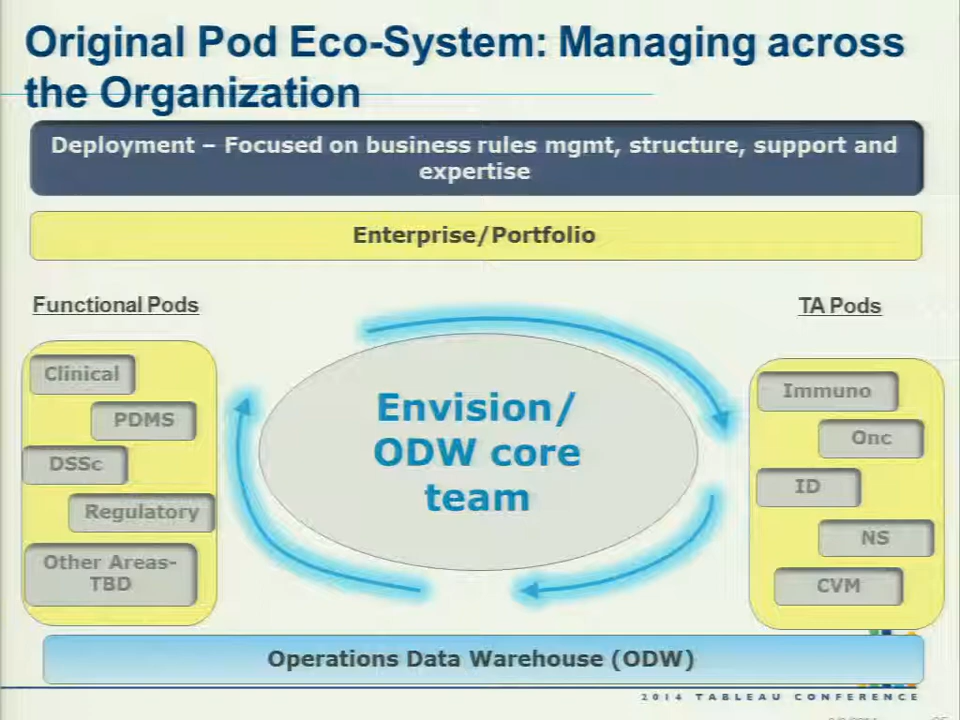 Original Pod Eco-System: Managing across
the Organization
Deployment – Focused on business rules mgmt, structure, support and
expertise
Enterprise/Portfolio
Functional Pods
TA Pods
Clinical
PDMS
DSSc
Regulatory
Other Areas-
TBD
Envision/
ODW core
team
Immuno
Onc
ID
NS
CVM
Operations Data Warehouse (ODW)
2014 TABLEAU CONFERENCE